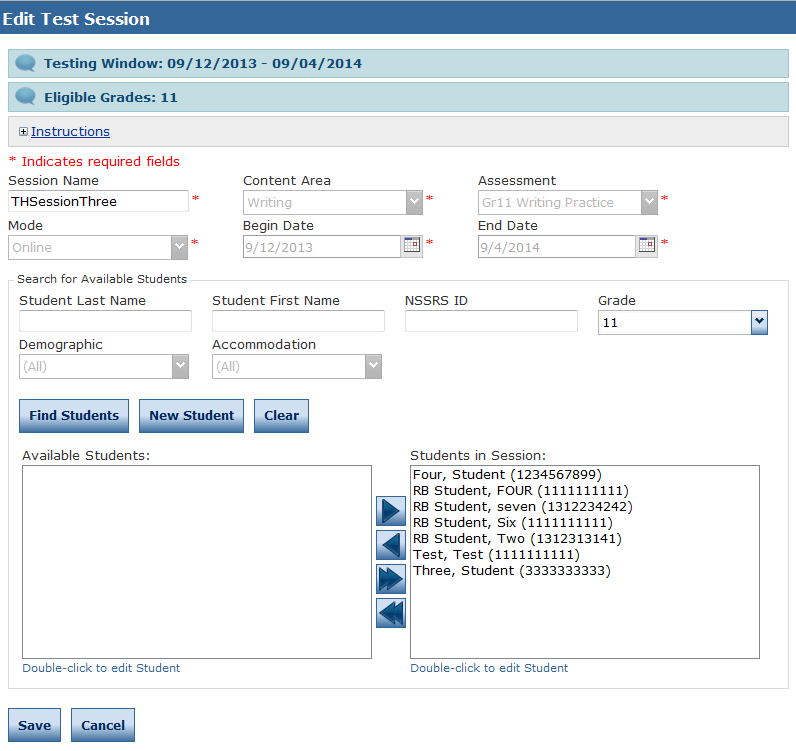 Edit Test Session
Testing Window: 09/12/2013 - 09/04/2014
Eligible Grades: 11
Instructions
* Indicates required fields
Session Name Content Area Assessment
THSessionThree * Writing * Gr11 Writing Practice *
Mode Begin Date End Date
Online * 9/12/2013 * 9/4/2014 *
Search for Available Students
Student Last Name Student First Name NSSRS ID Grade
11
Demographic Accommodation
(All) (All)
Find Students New Student Clear
Available Students: Students in Session:
Four, Student (1234567899)
RB Student, FOUR (1111111111)
RB Student, seven (1312234242)
RB Student, Six (1111111111)
RB Student, Two (1312313141)
Test, Test (1111111111)
Three, Student (3333333333)
Double-click to edit Student Double-click to edit Student
Save Cancel